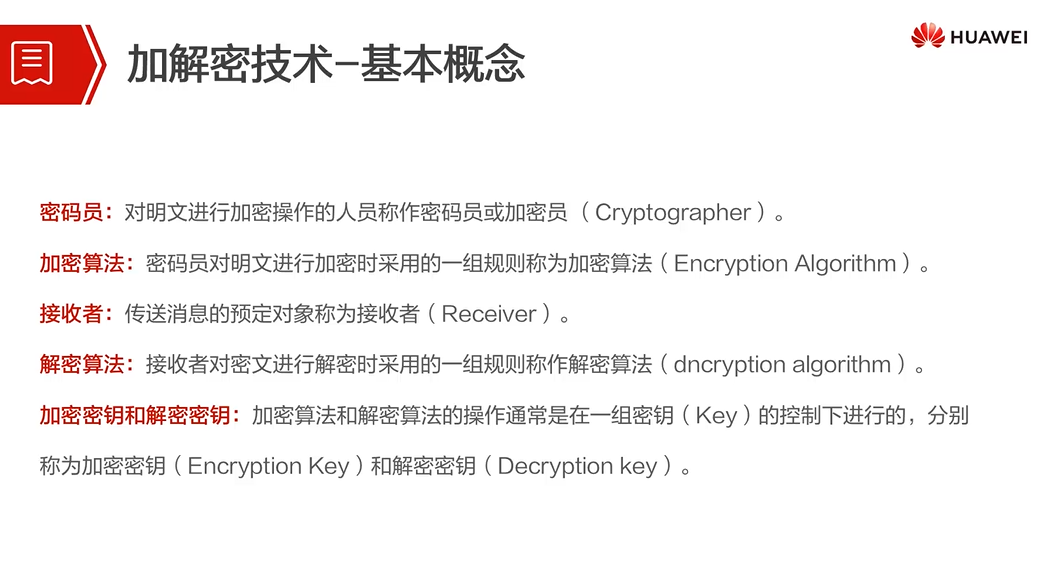 加解密技术–基本概念
HUAWEI
密码员：对明文进行加密操作的人员称作密码员或加密员（Cryptographer）。
加密算法：密码员对明文进行加密时采用的一组规则称为加密算法（Encryption Algorithm）。
接收者：传送消息的预定对象称为接收者（Receiver）。
解密算法：接收者对密文进行解密时采用的一组规则称作解密算法（dncryption algorithm）。
加密密钥和解密密钥：加密算法和解密算法的操作通常是在一组密钥（Key）的控制下进行的，分别
称为加密密钥（Encryption Key）和解密密钥（Decryption key）。